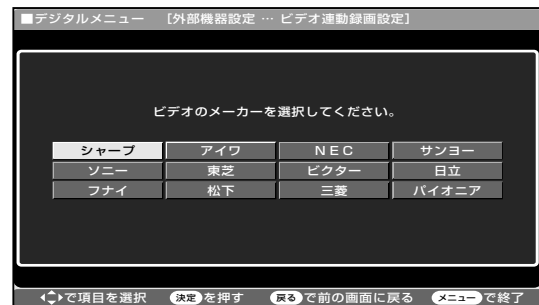 ■デジタルメニュー [外部機器設定 … ビデオ連動録画設定]
ビデオのメーカーを選択してください。
シャープ アイワ NEC サンヨー
ソニー 東芝 ビクター 日立
フナイ 松下 三菱 パイオニア
で項目を選択 決定を押す 戻るで前の画面に戻る メニューで終了